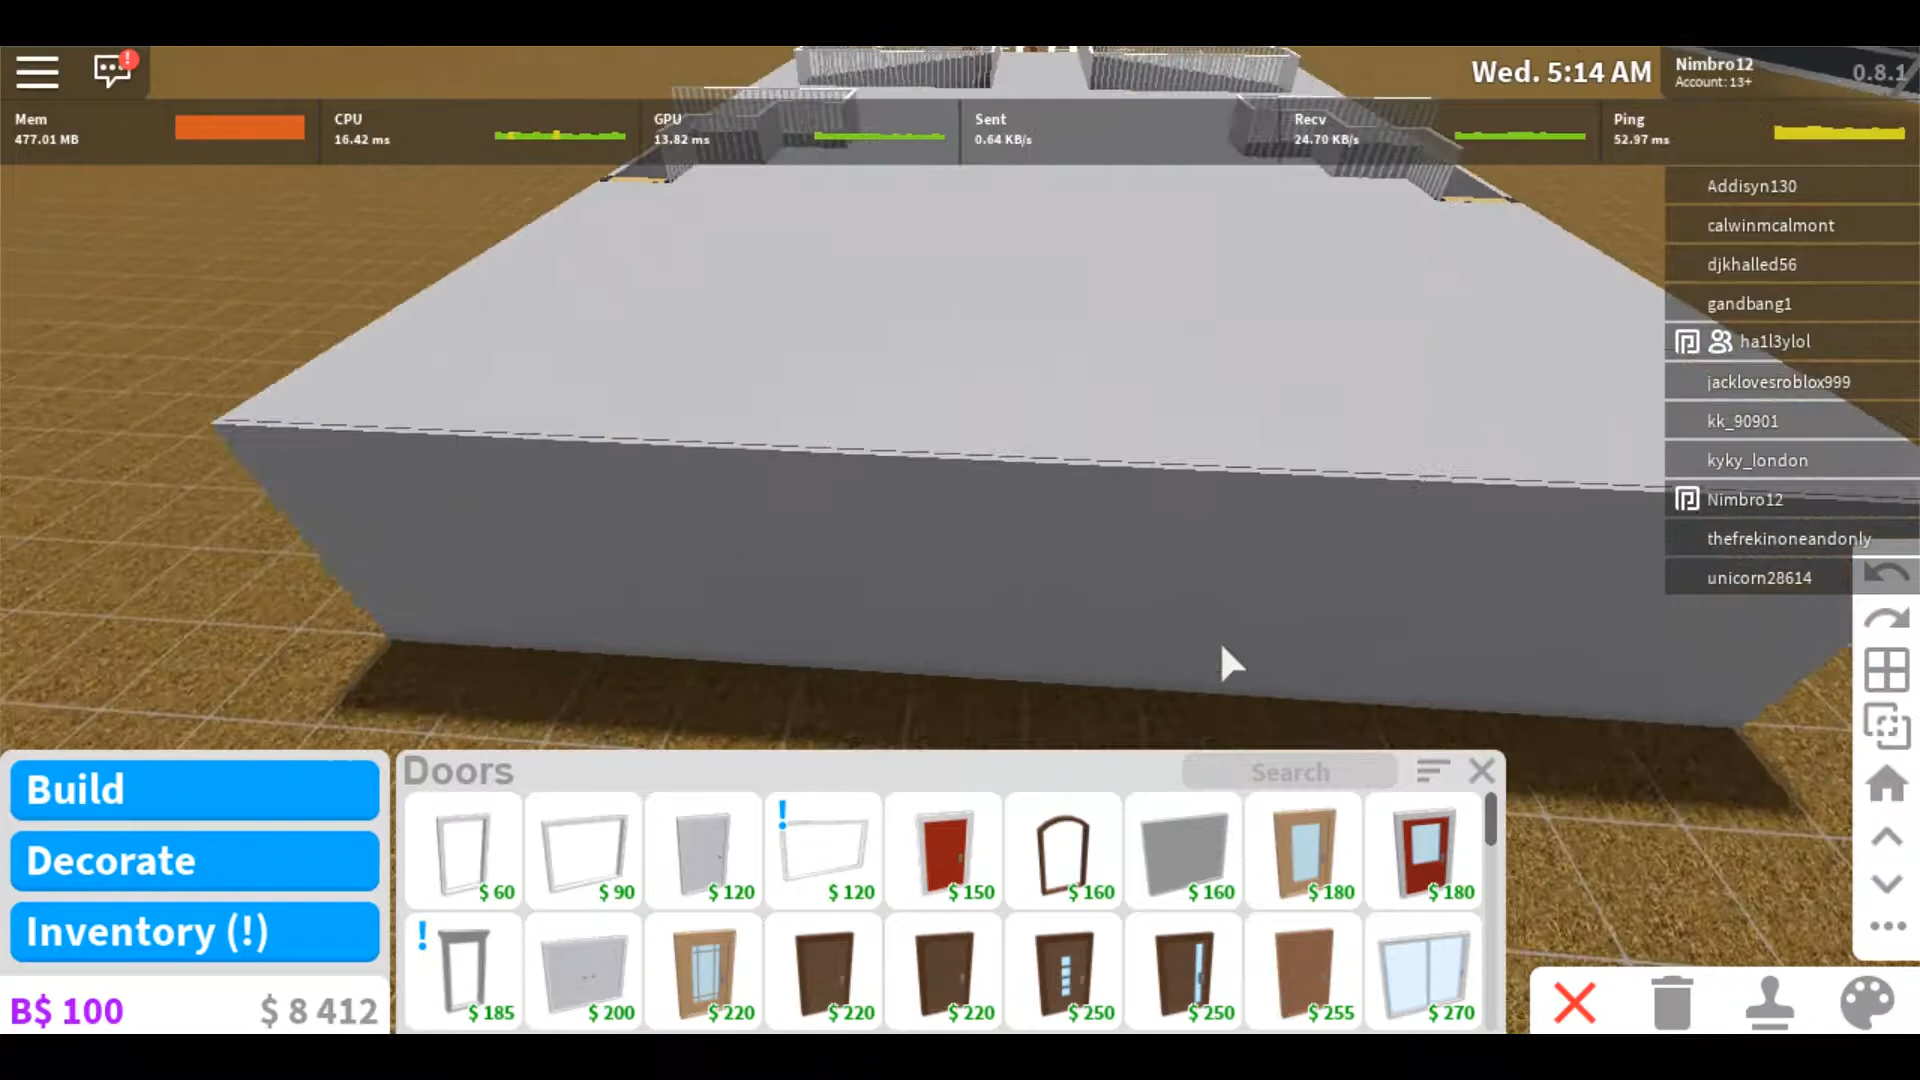 Wed. 5:14 AM
Nimbro12
Account: 13+
0.8.1
Mem
477.01 MB
CPU
16.42 ms
GPU
13.82 ms
Sent
0.64 KB/s
Recv
24.70 KB/s
Ping
52.97 ms
Addisyn130
calwinmcalmont
djkhalled56
gandbang1
ha1l3ylol
jacklovesroblox999
kk_90901
kyky_london
Nimbro12
thefrekinoneandonly
unicorn28614
Build
Decorate
Inventory (!)
B$ 100
$ 8 412
Doors
Search
$ 60
$ 90
$ 120
! $ 120
$ 150
$ 160
$ 160
$ 180
$ 180
! $ 185
$ 200
$ 220
$ 220
$ 220
$ 250
$ 250
$ 255
$ 270